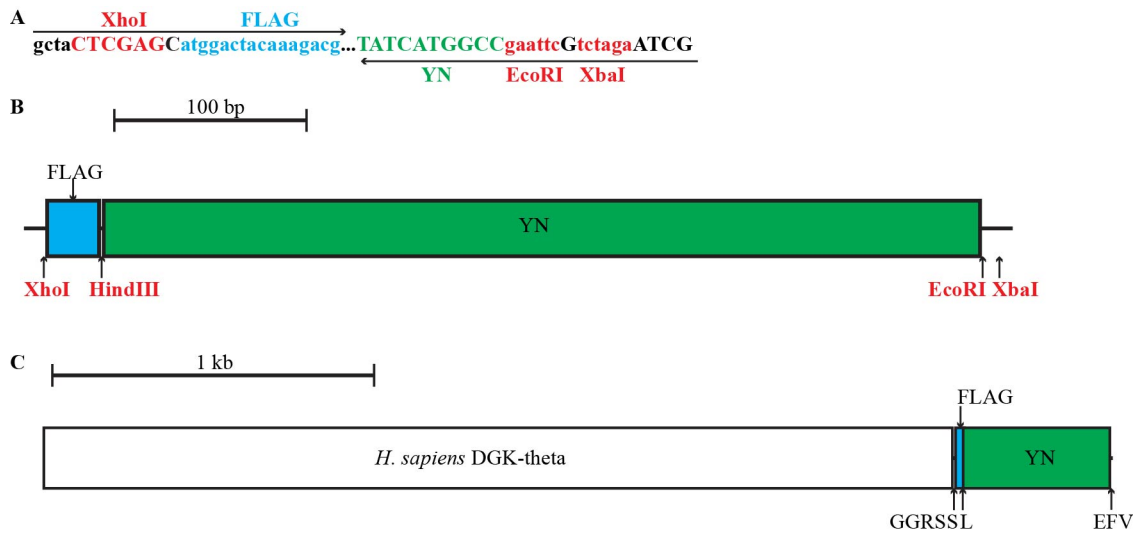 A
XhoI FLAG
gctaCTCGAGCatggactacaaagacg...TATCATGGCCgaattcGtctagaATCG
YN EcoRI XbaI
B
100 bp
FLAG
YN
XhoI HindIII EcoRI XbaI
C
1 kb
FLAG
H. sapiens DGK-theta YN
GGRSSL EFV